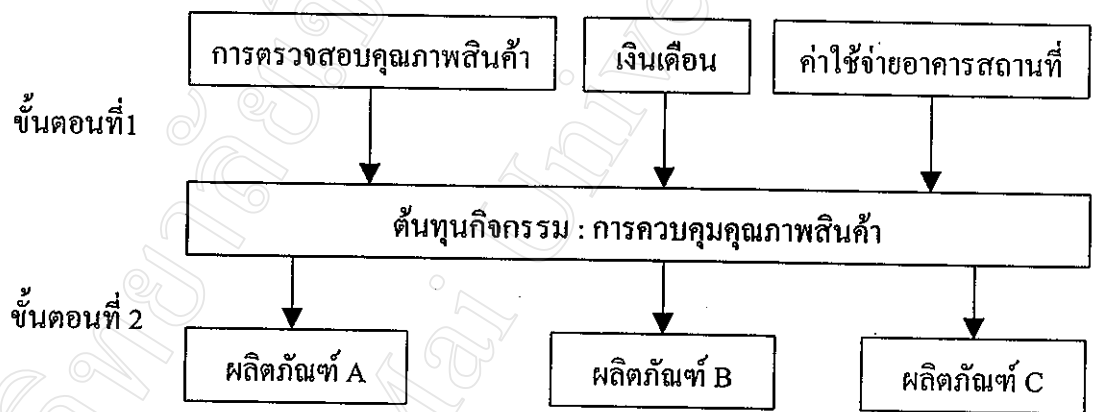 การตรวจสอบคุณภาพสินค้า เงินเดือน ค่าใช้จ่ายอาคารสถานที่
ขั้นตอนที่1
ต้นทุนกิจกรรม : การควบคุมคุณภาพสินค้า
ขั้นตอนที่ 2
ผลิตภัณฑ์ A ผลิตภัณฑ์ B ผลิตภัณฑ์ C